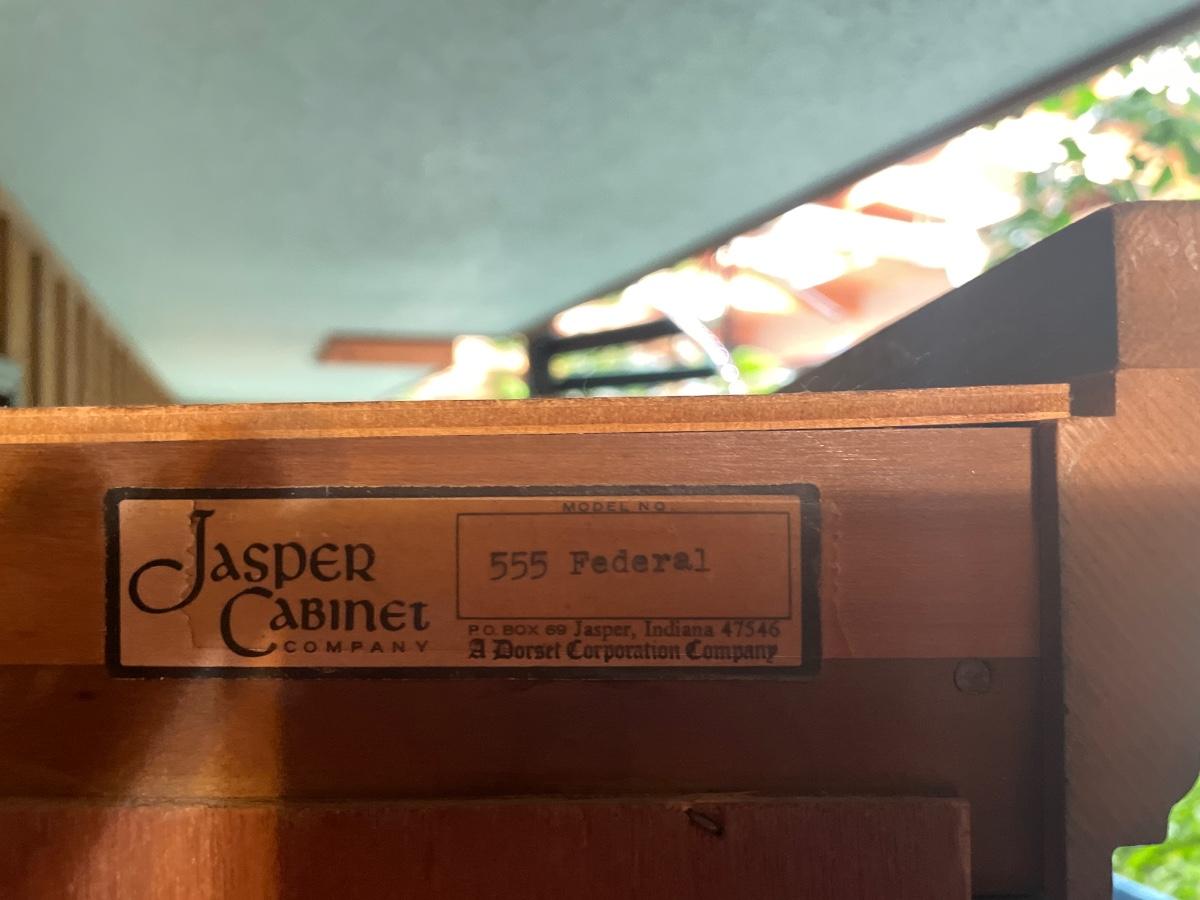 Jasper
Cabinet
COMPANY
MODEL NO.
555 Federal
P.O. BOX 69 Jasper, Indiana 47546
A Dorset Corporation Company